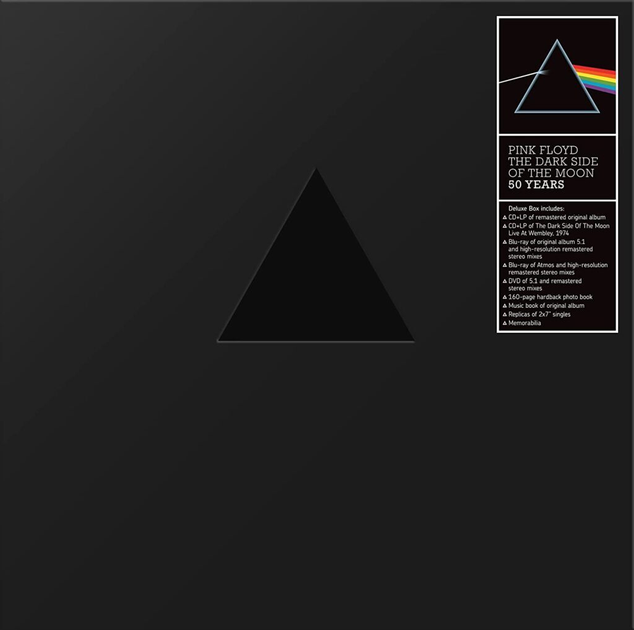 PINK FLOYD
THE DARK SIDE
OF THE MOON
50 YEARS
Deluxe Box includes:
CD+LP of remastered original album
CD+LP of The Dark Side Of The Moon
Live At Wembley, 1974
Blu-ray of original album 5.1
and high-resolution remastered
stereo mixes
Blu-ray of Atmos and high-resolution
remastered stereo mixes
DVD of 5.1 and remastered
stereo mixes
160-page hardback photo book
Music book of original album
Replicas of 2x7" singles
Memorabilia